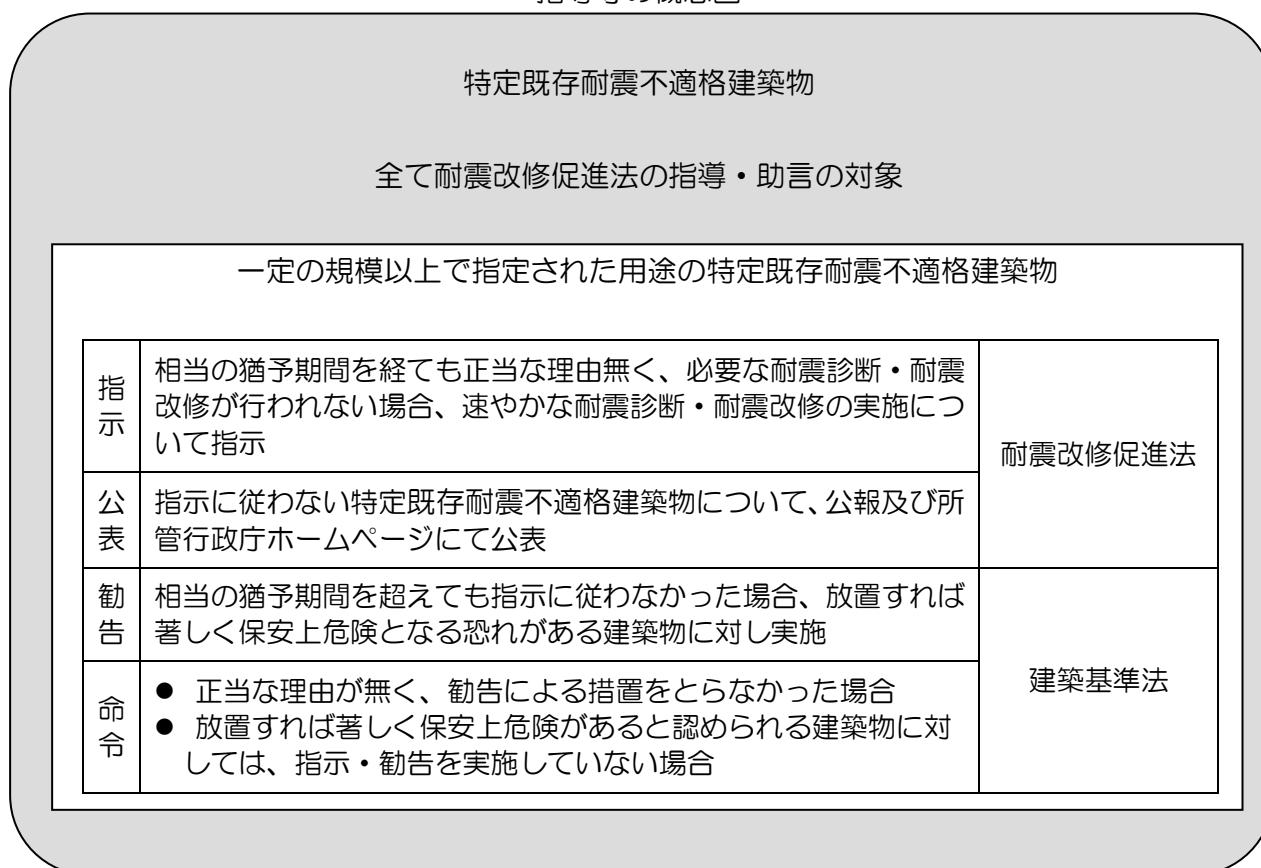 特定既存耐震不適格建築物
全て耐震改修促進法の指導・助言の対象
一定の規模以上で指定された用途の特定既存耐震不適格建築物
指示
相当の猶予期間を経ても正当な理由無く、必要な耐震診断・耐震
改修が行われない場合、速やかな耐震診断・耐震改修の実施につ
いて指示
耐震改修促進法
公表
指示に従わない特定既存耐震不適格建築物について、公報及び所
管行政庁ホームページにて公表
勧告
相当の猶予期間を超えても指示に従わなかった場合、放置すれば
著しく保安上危険となる恐れがある建築物に対し実施
建築基準法
命令
● 正当な理由が無く、勧告による措置をとらなかった場合
● 放置すれば著しく保安上危険があると認められる建築物に対
しては、指示・勧告を実施していない場合